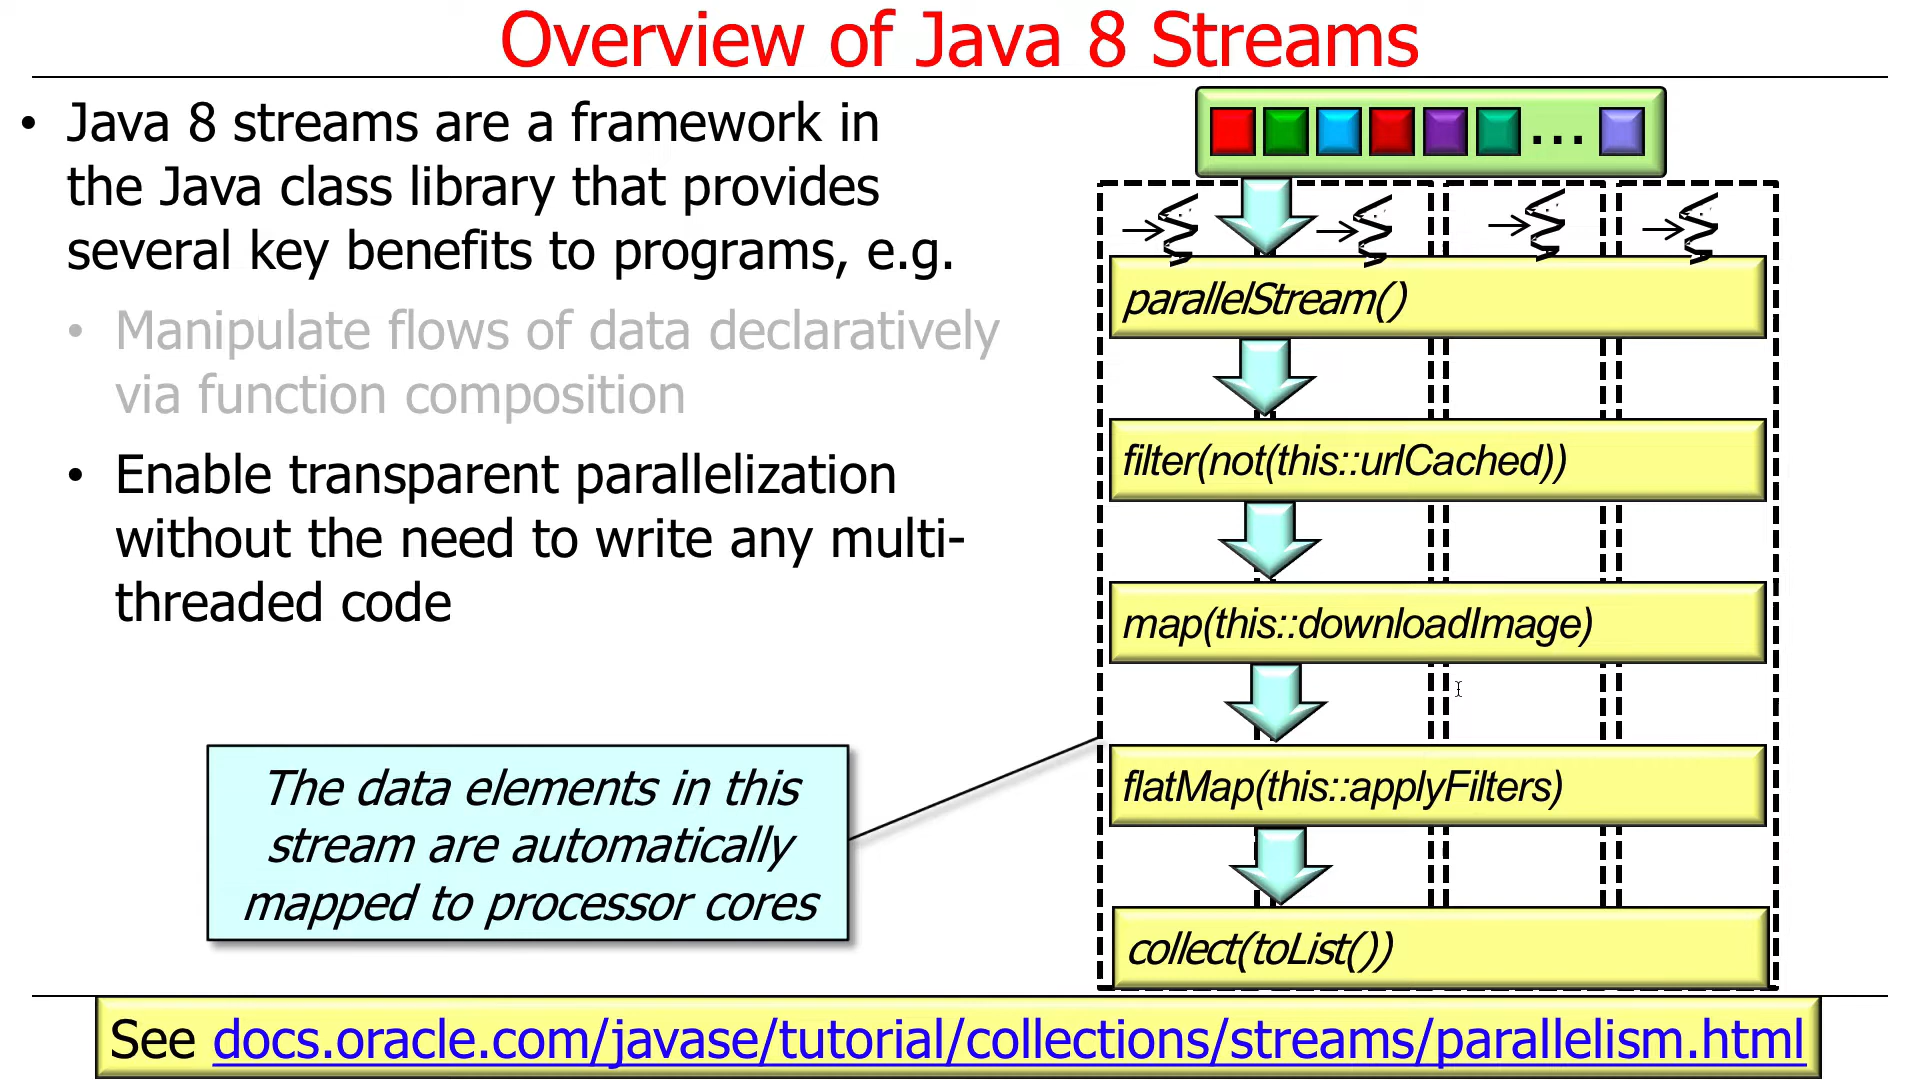 Overview of Java 8 Streams
• Java 8 streams are a framework in
the Java class library that provides
several key benefits to programs, e.g.
• Manipulate flows of data declaratively
via function composition
• Enable transparent parallelization
without the need to write any multi-
threaded code
The data elements in this
stream are automatically
mapped to processor cores
...
parallelStream()
filter(not(this::urlCached))
map(this::downloadImage)
flatMap(this::applyFilters)
collect(toList())
See docs.oracle.com/javase/tutorial/collections/streams/parallelism.html